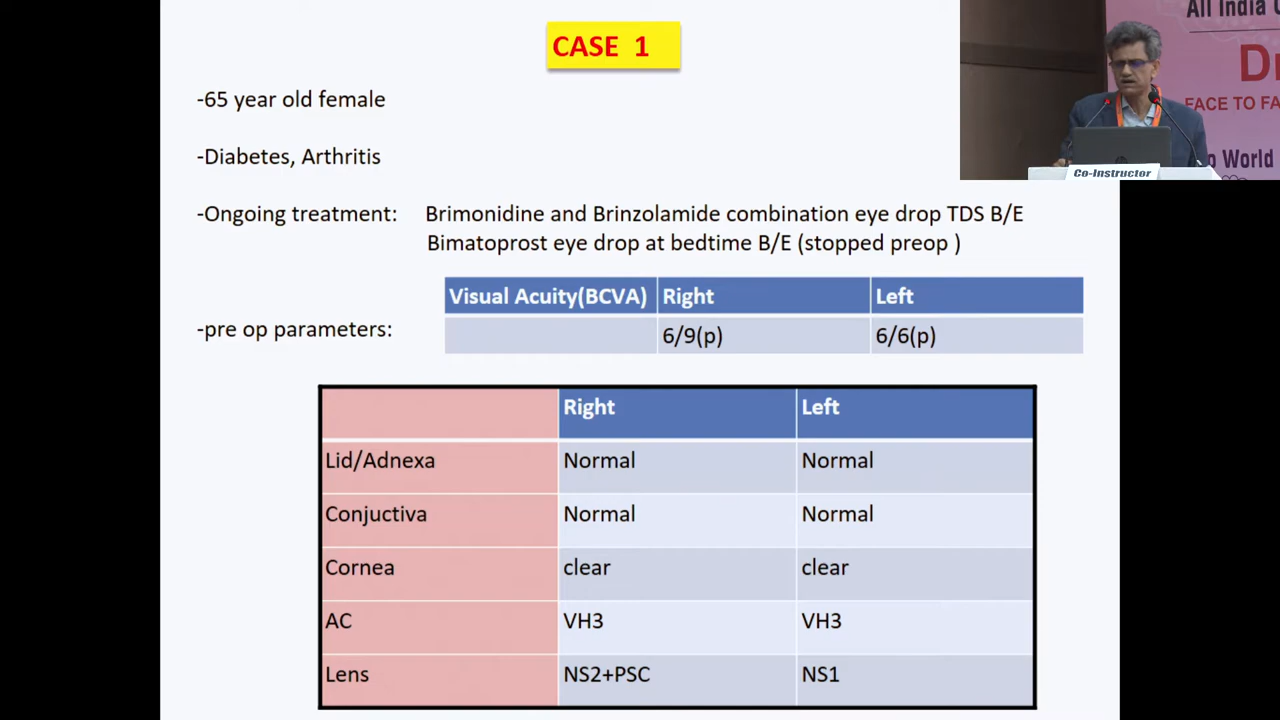 CASE 1
-65 year old female
-Diabetes, Arthritis
-Ongoing treatment: Brimonidine and Brinzolamide combination eye drop TDS B/E
Bimatoprost eye drop at bedtime B/E (stopped preop )
-pre op parameters:
Visual Acuity(BCVA) Right Left
6/9(p) 6/6(p)
Right Left
Lid/Adnexa Normal Normal
Conjuctiva Normal Normal
Cornea clear clear
AC VH3 VH3
Lens NS2+PSC NS1
All India
FACE TO FA
World
Co-Instructor